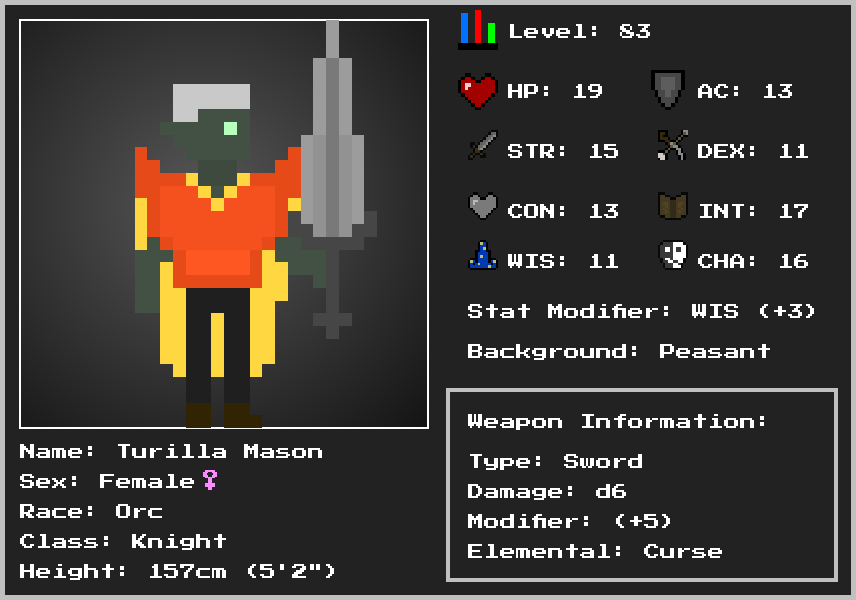 Level: 83
HP: 19
AC: 13
STR: 15
DEX: 11
CON: 13
INT: 17
WIS: 11
CHA: 16
Stat Modifier: WIS (+3)
Background: Peasant
Weapon Information:
Type: Sword
Damage: d6
Modifier: (+5)
Elemental: Curse
Name: Turilla Mason
Sex: Female♀
Race: Orc
Class: Knight
Height: 157cm (5'2")